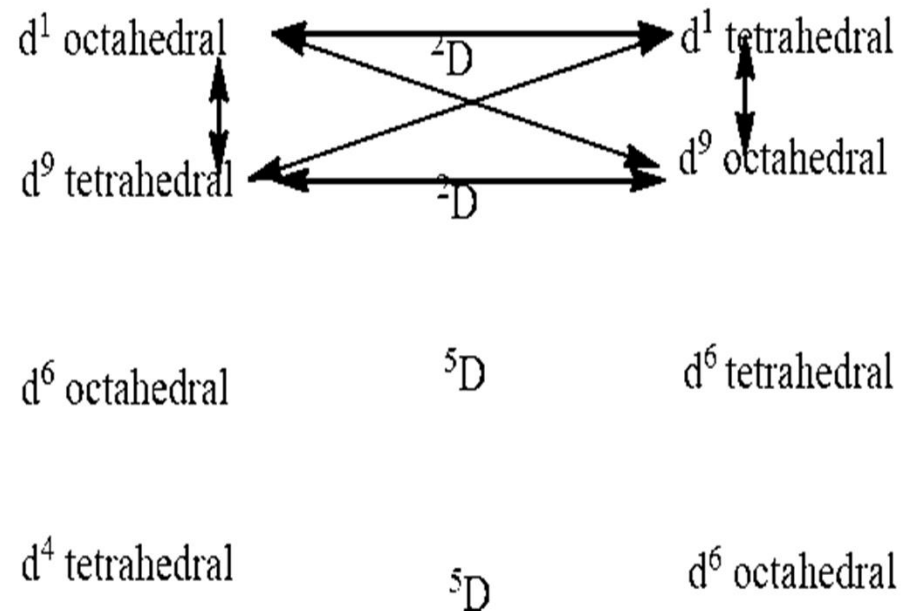 d¹ octahedral ²D d¹ tetrahedral
d⁹ tetrahedral ²D d⁹ octahedral
d⁶ octahedral ⁵D d⁶ tetrahedral
d⁴ tetrahedral ⁵D d⁶ octahedral